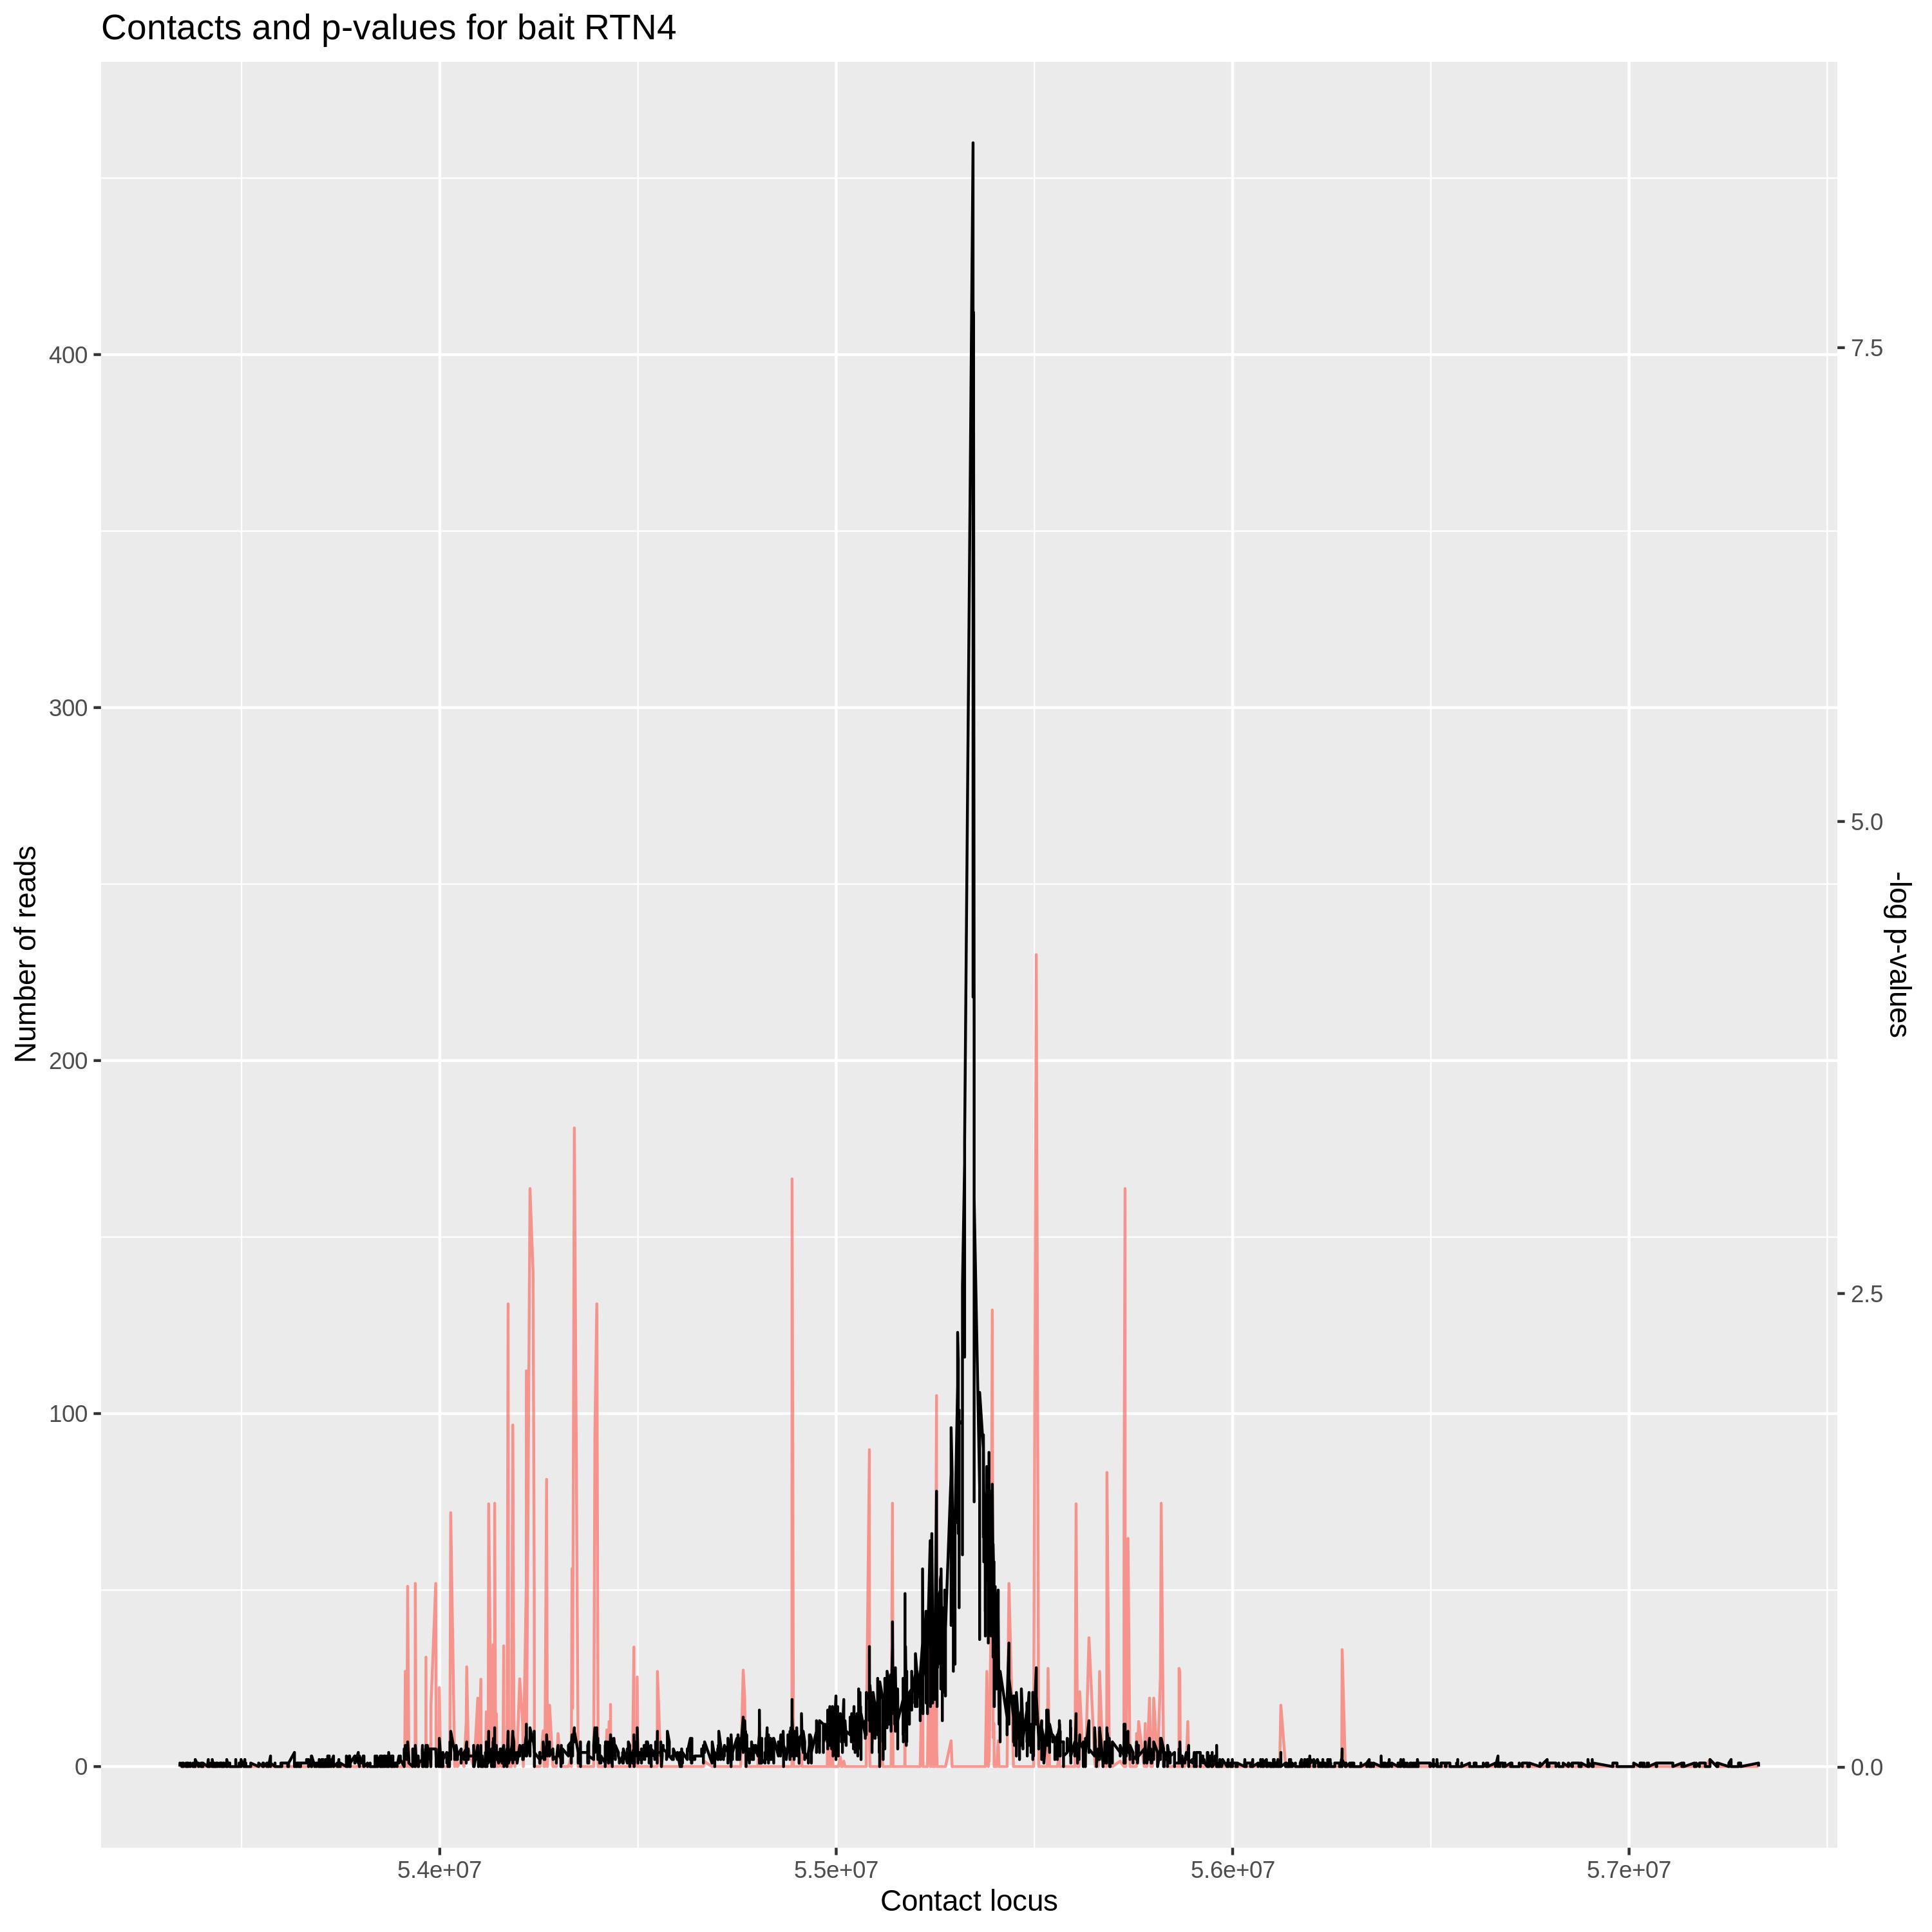 Contacts and p-values for bait RTN4
Number of reads
400
300
200
100
0
7.5
5.0
2.5
0.0
-log p-values
5.4e+07 5.5e+07 5.6e+07 5.7e+07
Contact locus